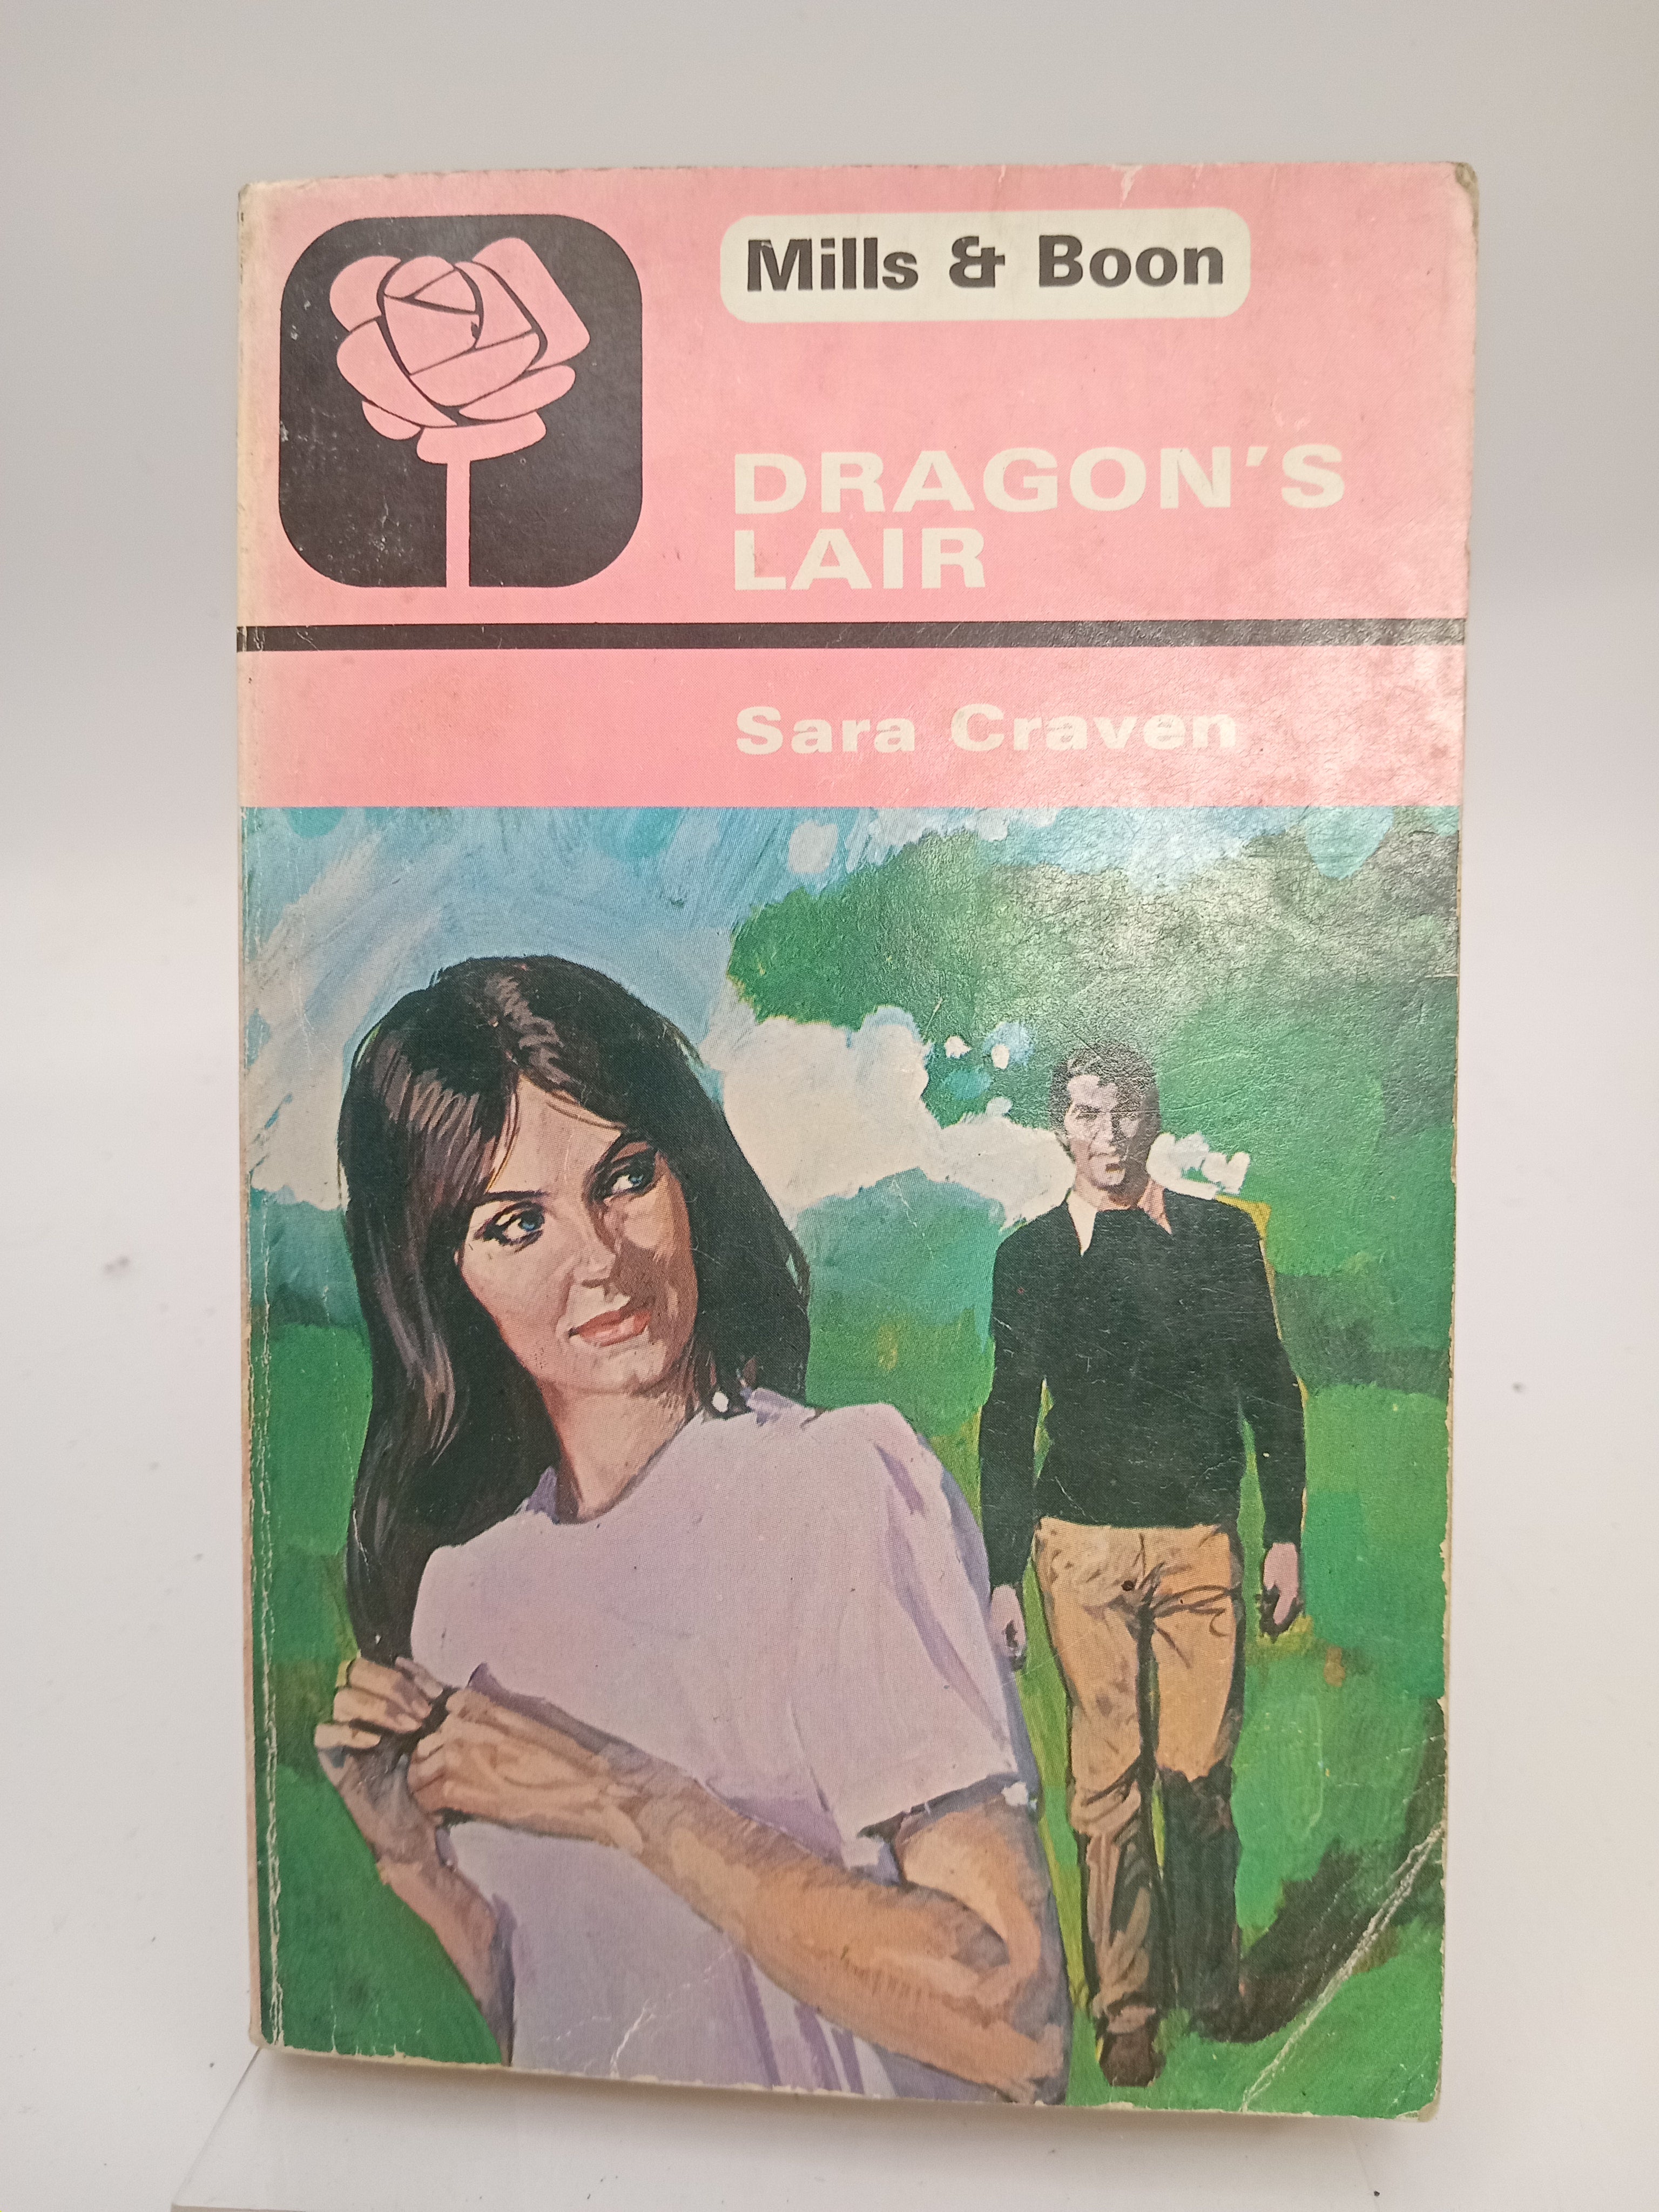 Mills & Boon
DRAGON'S
LAIR
Sara Craven